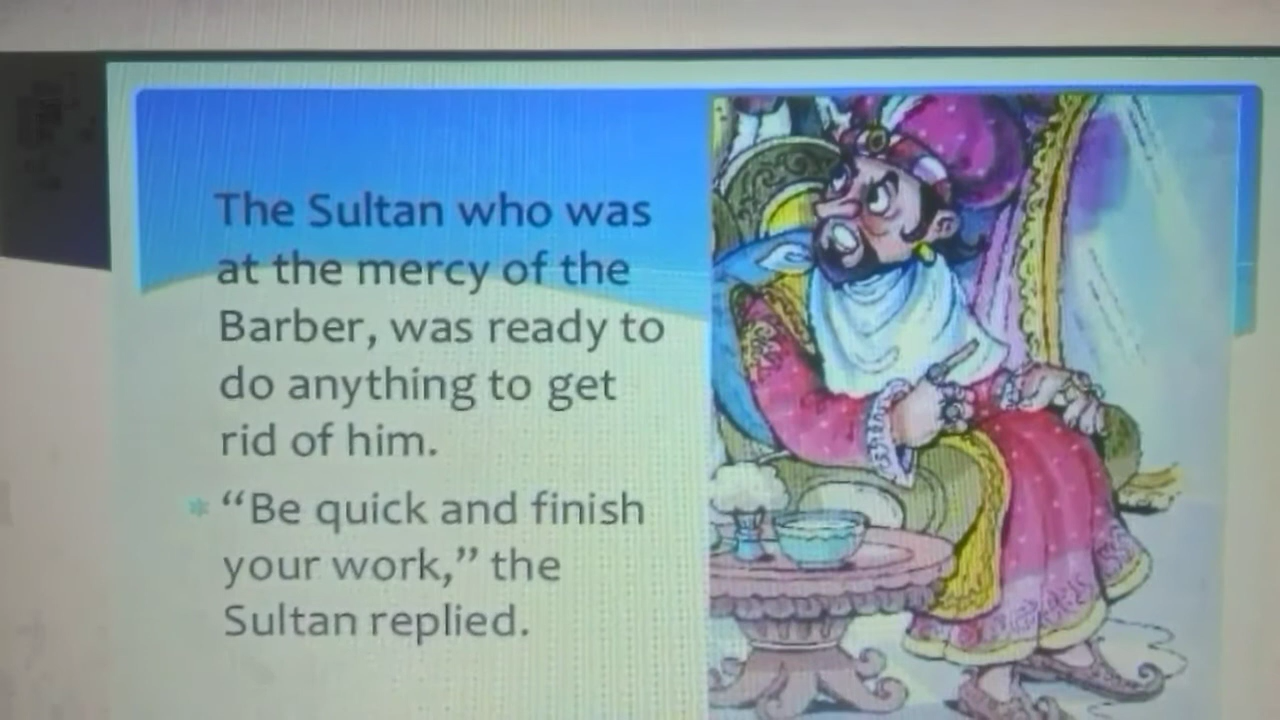 The Sultan who was
at the mercy of the
Barber, was ready to
do anything to get
rid of him.
* “Be quick and finish
your work,” the
Sultan replied.